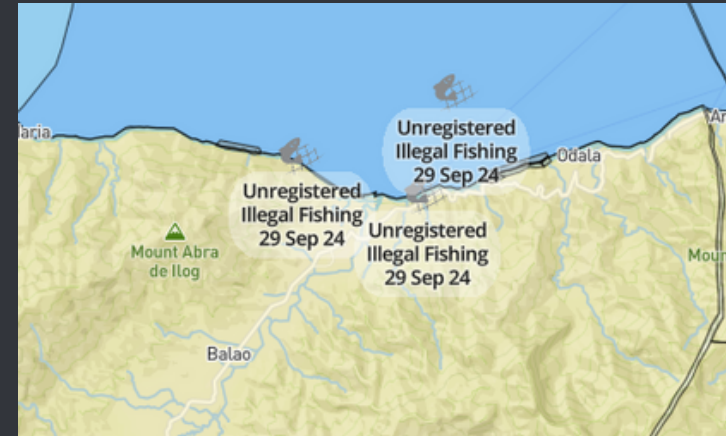 Unregistered
Illegal Fishing
29 Sep 24
Odala
Unregistered
Illegal Fishing
29 Sep 24
Unregistered
Illegal Fishing
29 Sep 24
Mount Abra
de Ilog
Balao